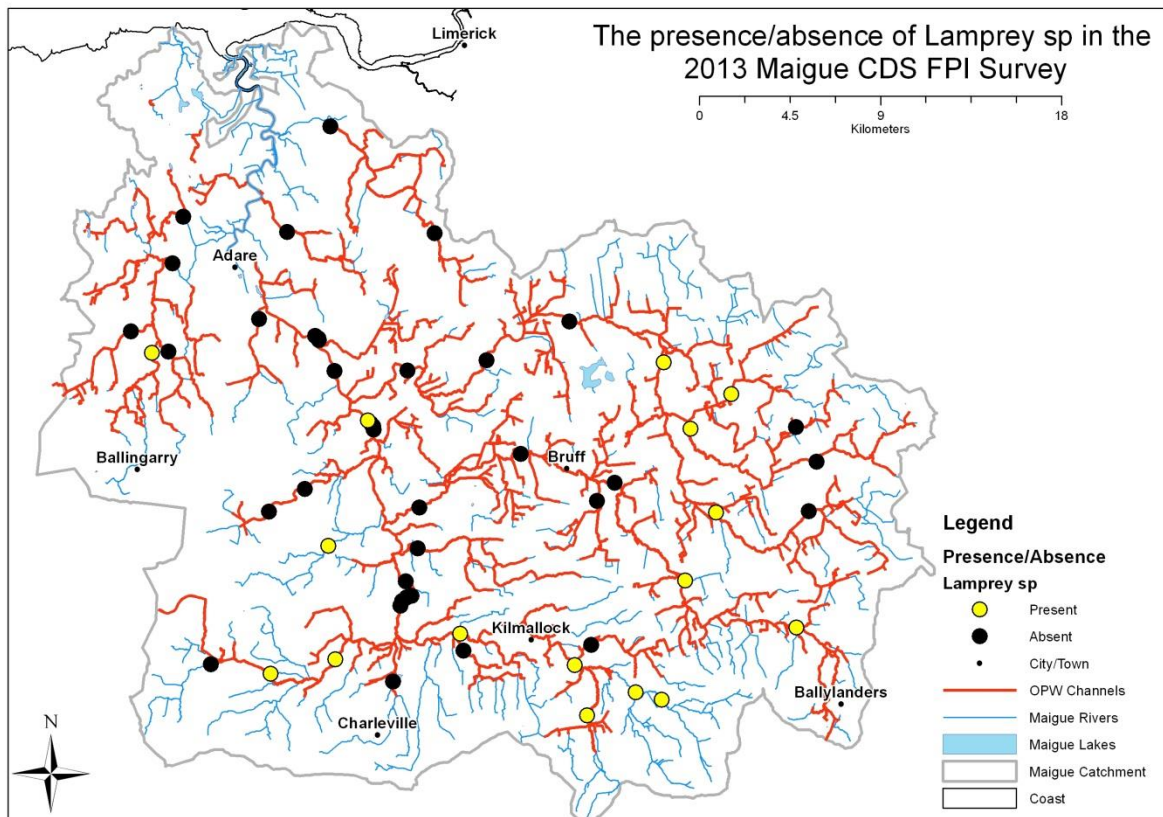 The presence/absence of Lamprey sp in the
2013 Maigue CDS FPI Survey
0 4.5 9 18
Kilometers
Limerick
Adare
Ballingarry
Bruff
Kilmallock
Charleville
Ballylanders
N
Legend
Presence/Absence
Lamprey sp
Present
Absent
City/Town
OPW Channels
Maigue Rivers
Maigue Lakes
Maigue Catchment
Coast